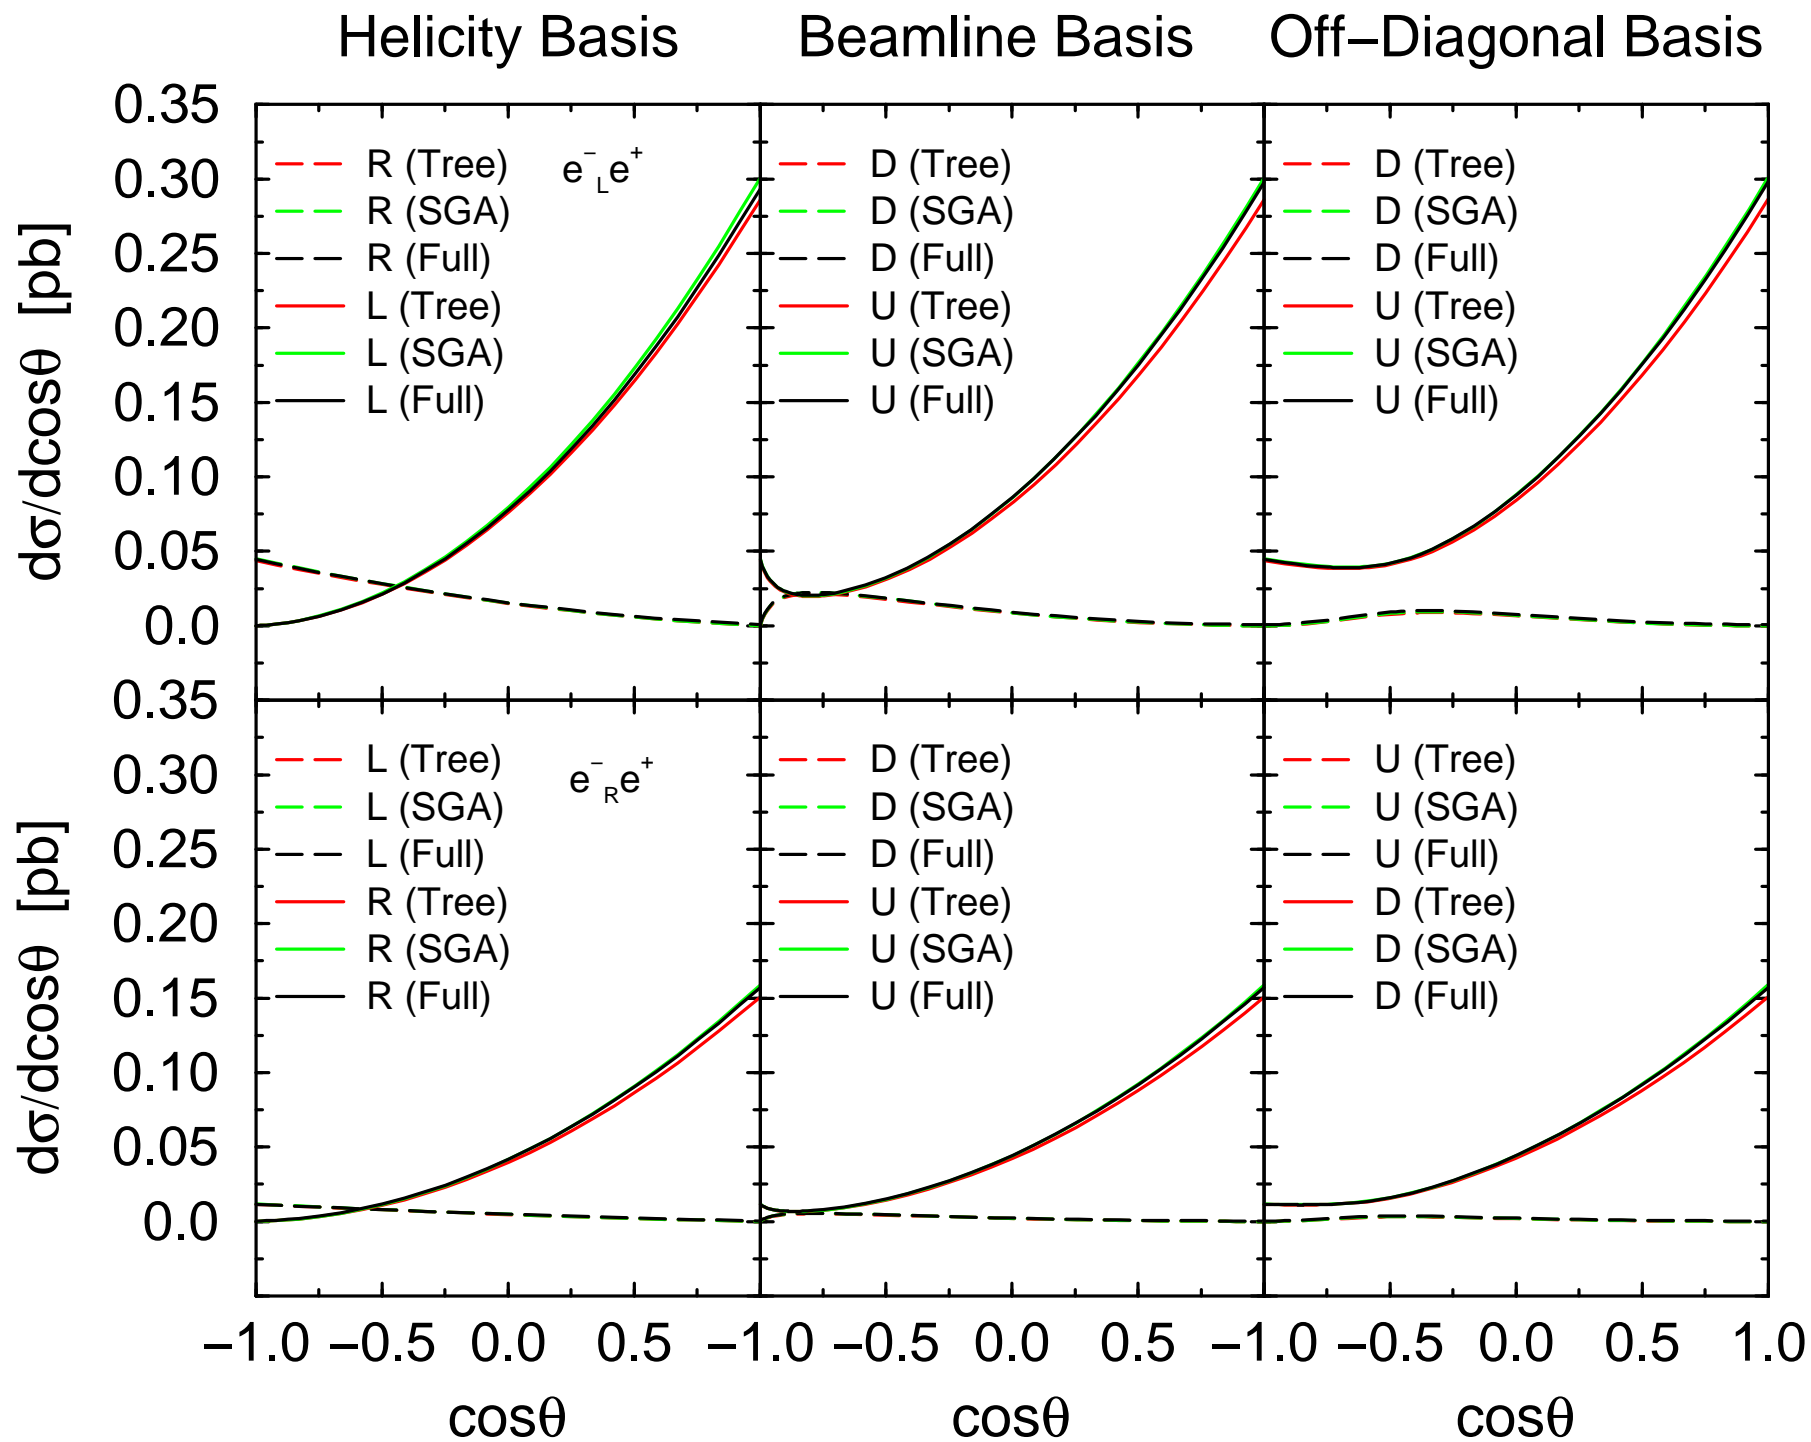 Helicity Basis Beamline Basis Off−Diagonal Basis
dσ/dcosθ [pb]
0.35
0.30
0.25
0.20
0.15
0.10
0.05
0.0
R (Tree) e⁻Le⁺
R (SGA)
R (Full)
L (Tree)
L (SGA)
L (Full)
D (Tree)
D (SGA)
D (Full)
U (Tree)
U (SGA)
U (Full)
D (Tree)
D (SGA)
D (Full)
U (Tree)
U (SGA)
U (Full)
dσ/dcosθ [pb]
0.35
0.30
0.25
0.20
0.15
0.10
0.05
0.0
L (Tree) e⁻Re⁺
L (SGA)
L (Full)
R (Tree)
R (SGA)
R (Full)
D (Tree)
D (SGA)
D (Full)
U (Tree)
U (SGA)
U (Full)
U (Tree)
U (SGA)
U (Full)
D (Tree)
D (SGA)
D (Full)
−1.0 −0.5 0.0 0.5 −1.0 −0.5 0.0 0.5 −1.0 −0.5 0.0 0.5 1.0
cosθ cosθ cosθ